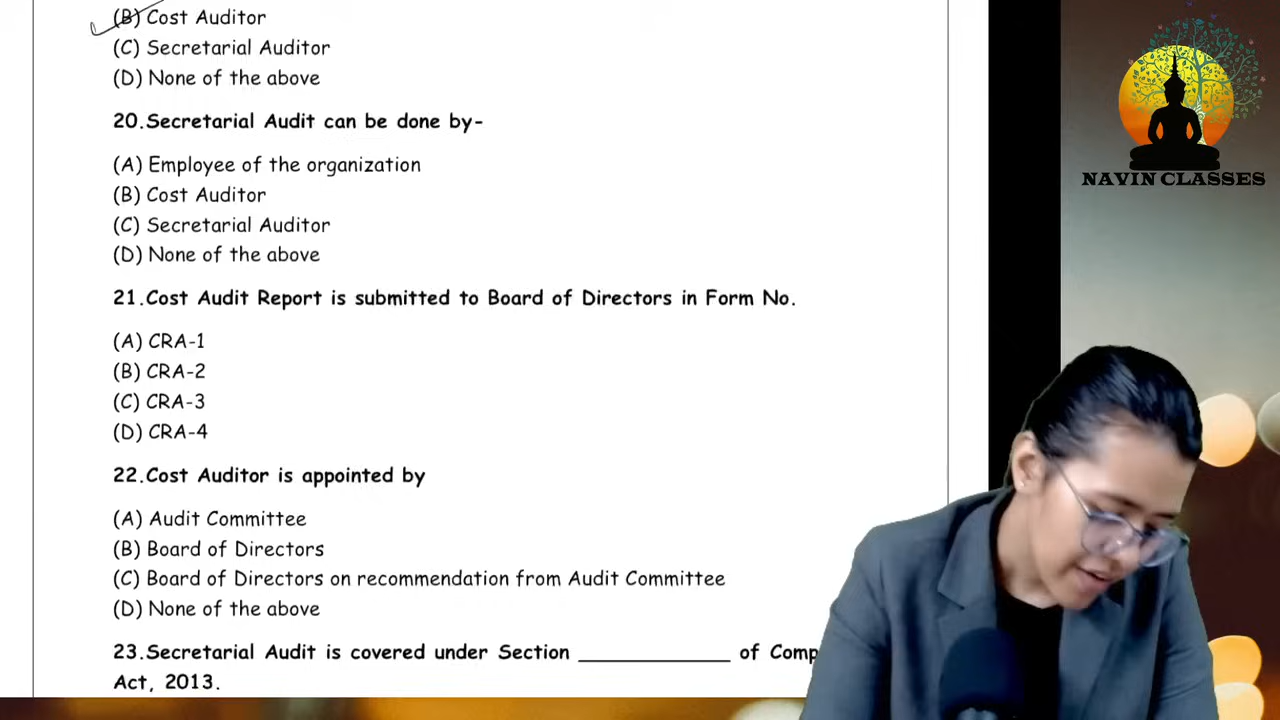 (B) Cost Auditor
(C) Secretarial Auditor
(D) None of the above
20.Secretarial Audit can be done by-
(A) Employee of the organization
(B) Cost Auditor
(C) Secretarial Auditor
(D) None of the above
21.Cost Audit Report is submitted to Board of Directors in Form No.
(A) CRA-1
(B) CRA-2
(C) CRA-3
(D) CRA-4
22.Cost Auditor is appointed by
(A) Audit Committee
(B) Board of Directors
(C) Board of Directors on recommendation from Audit Committee
(D) None of the above
23.Secretarial Audit is covered under Section ____________ of Comp
Act, 2013.
NAVIN CLASSES